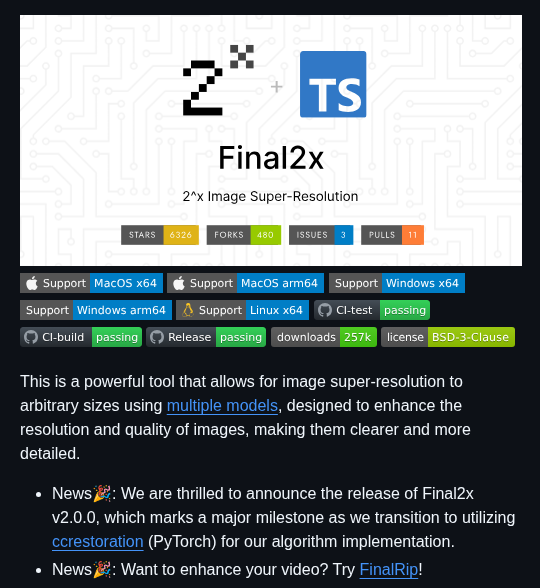 2^x + TS
Final2x
2^x Image Super-Resolution
STARS 6326 FORKS 480 ISSUES 3 PULLS 11
Support MacOS x64 Support MacOS arm64 Support Windows x64
Support Windows arm64 Support Linux x64 CI-test passing
CI-build passing Release passing downloads 257k license BSD-3-Clause
This is a powerful tool that allows for image super-resolution to
arbitrary sizes using multiple models, designed to enhance the
resolution and quality of images, making them clearer and more
detailed.
• News🎉: We are thrilled to announce the release of Final2x
v2.0.0, which marks a major milestone as we transition to utilizing
ccrestoration (PyTorch) for our algorithm implementation.
• News🎉: Want to enhance your video? Try FinalRip!